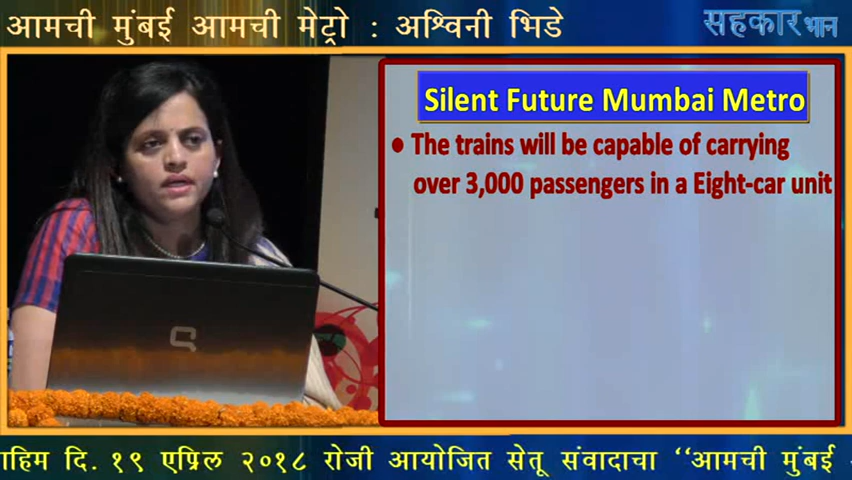 आमची मुंबई आमची मेट्रो : अश्विनी भिडे
सहकार भान
Silent Future Mumbai Metro
• The trains will be capable of carrying
over 3,000 passengers in a Eight-car unit
ाहिम दि. १९ एप्रिल २०१८ रोजी आयोजित सेतू संवादाचा “आमची मुंबई